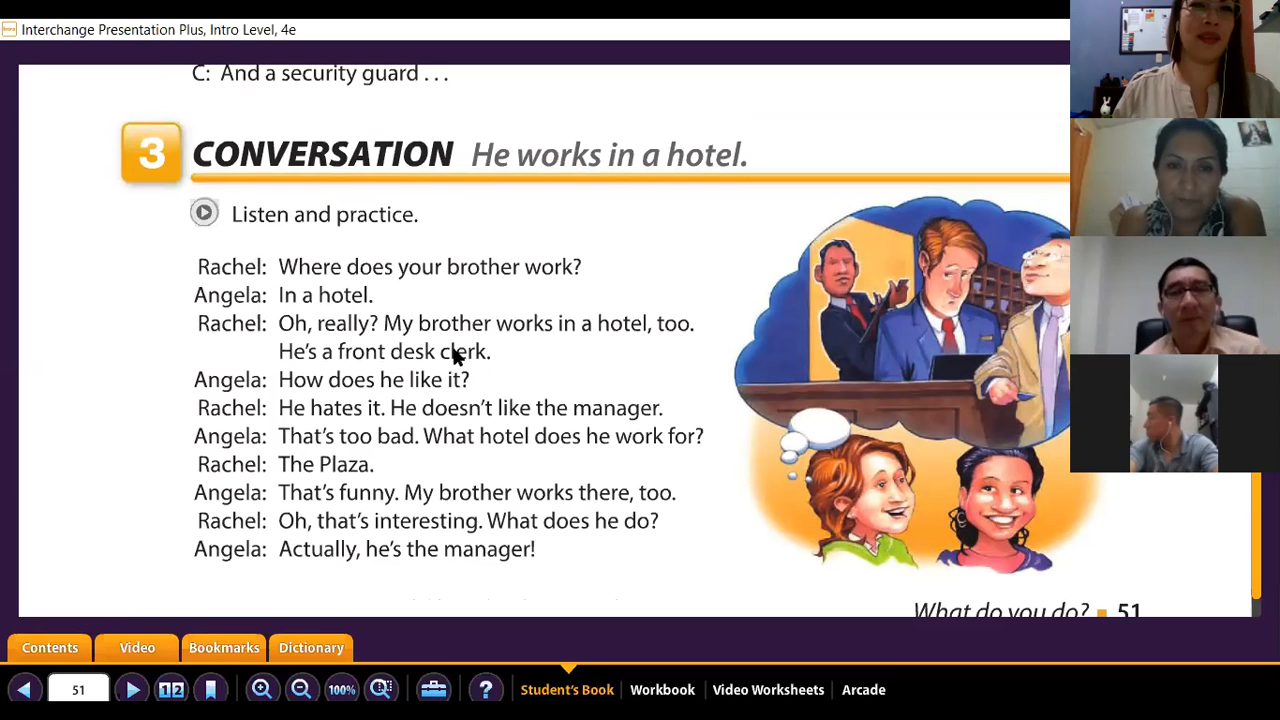 Interchange Presentation Plus, Intro Level, 4e
C: And a security guard . . .
3 CONVERSATION He works in a hotel.
Listen and practice.
Rachel: Where does your brother work?
Angela: In a hotel.
Rachel: Oh, really? My brother works in a hotel, too.
He's a front desk clerk.
Angela: How does he like it?
Rachel: He hates it. He doesn't like the manager.
Angela: That's too bad. What hotel does he work for?
Rachel: The Plaza.
Angela: That's funny. My brother works there, too.
Rachel: Oh, that's interesting. What does he do?
Angela: Actually, he's the manager!
What do you do? 51
Contents Video Bookmarks Dictionary
51 1 2 100% ? Student's Book Workbook Video Worksheets Arcade